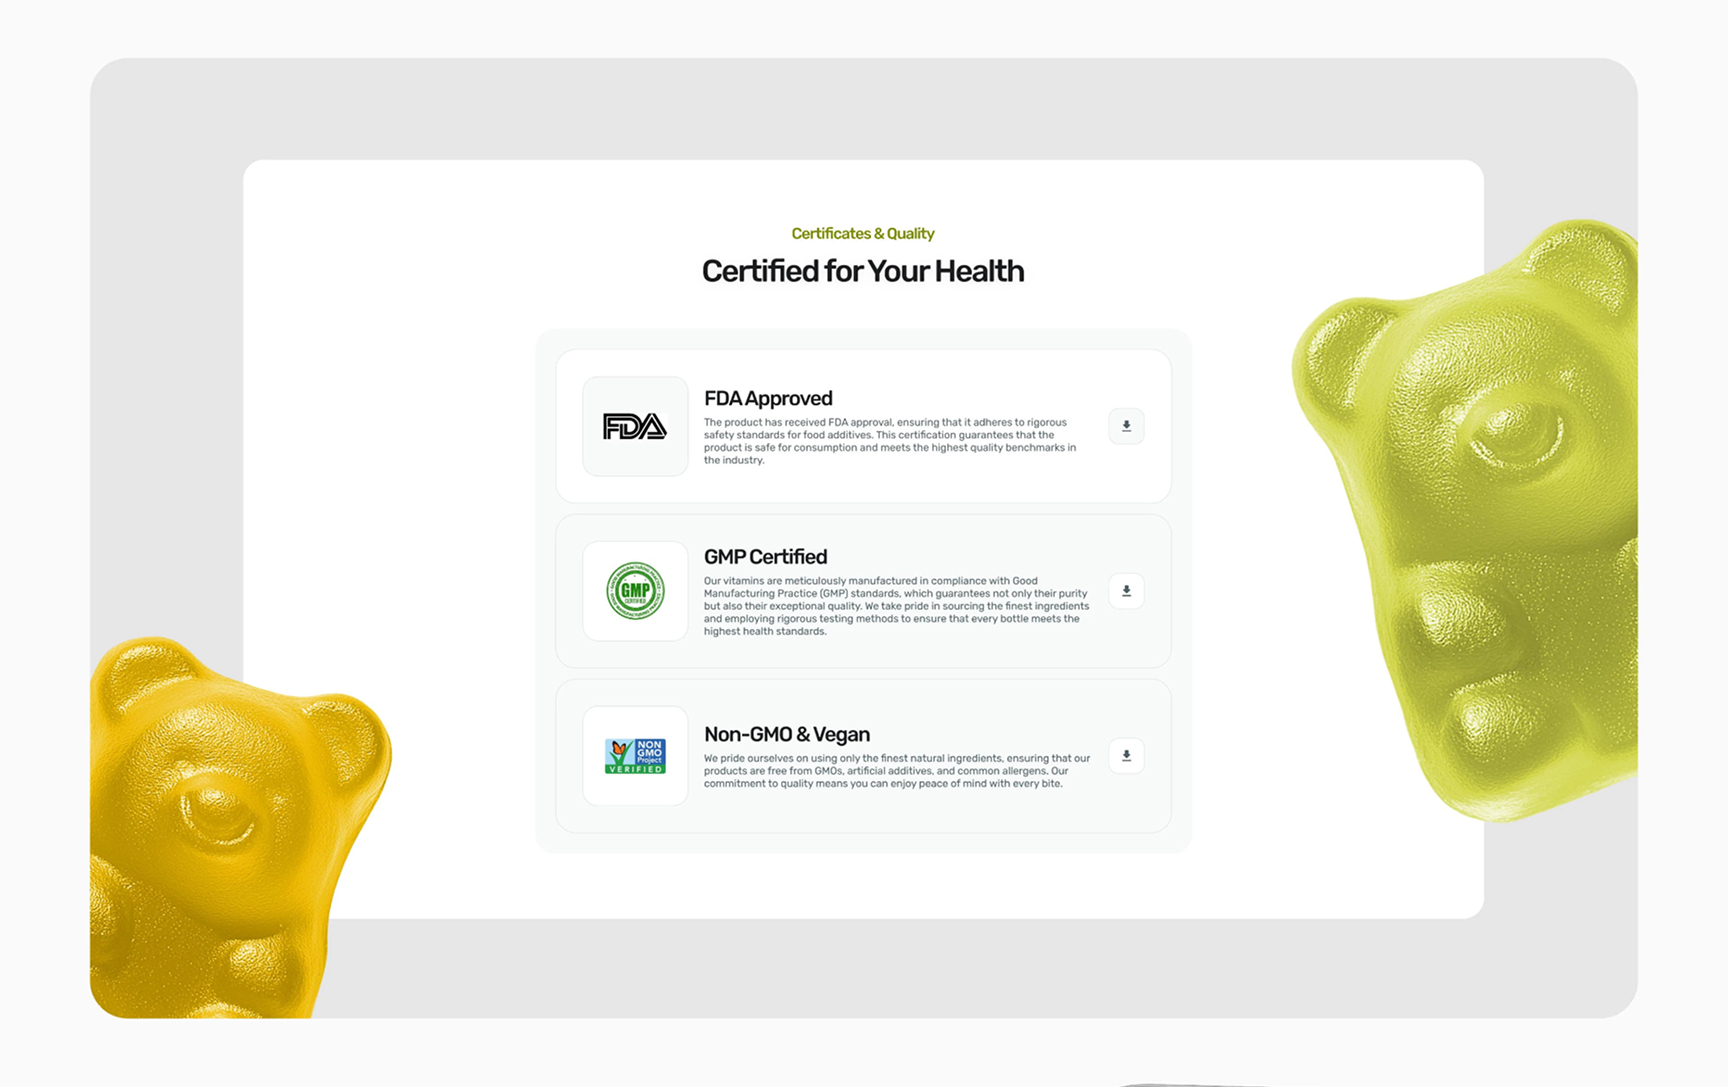 Certificates & Quality
Certified for Your Health
FDA
FDA Approved
The product has received FDA approval, ensuring that it adheres to rigorous
safety standards for food additives. This certification guarantees that the
product is safe for consumption and meets the highest quality benchmarks in
the industry.
GMP
CERTIFIED
GMP Certified
Our vitamins are meticulously manufactured in compliance with Good
Manufacturing Practice (GMP) standards, which guarantees not only their purity
but also their exceptional quality. We take pride in sourcing the finest ingredients
and employing rigorous testing methods to ensure that every bottle meets the
highest health standards.
NON
GMO
Project
VERIFIED
Non-GMO & Vegan
We pride ourselves on using only the finest natural ingredients, ensuring that our
products are free from GMOs, artificial additives, and common allergens. Our
commitment to quality means you can enjoy peace of mind with every bite.